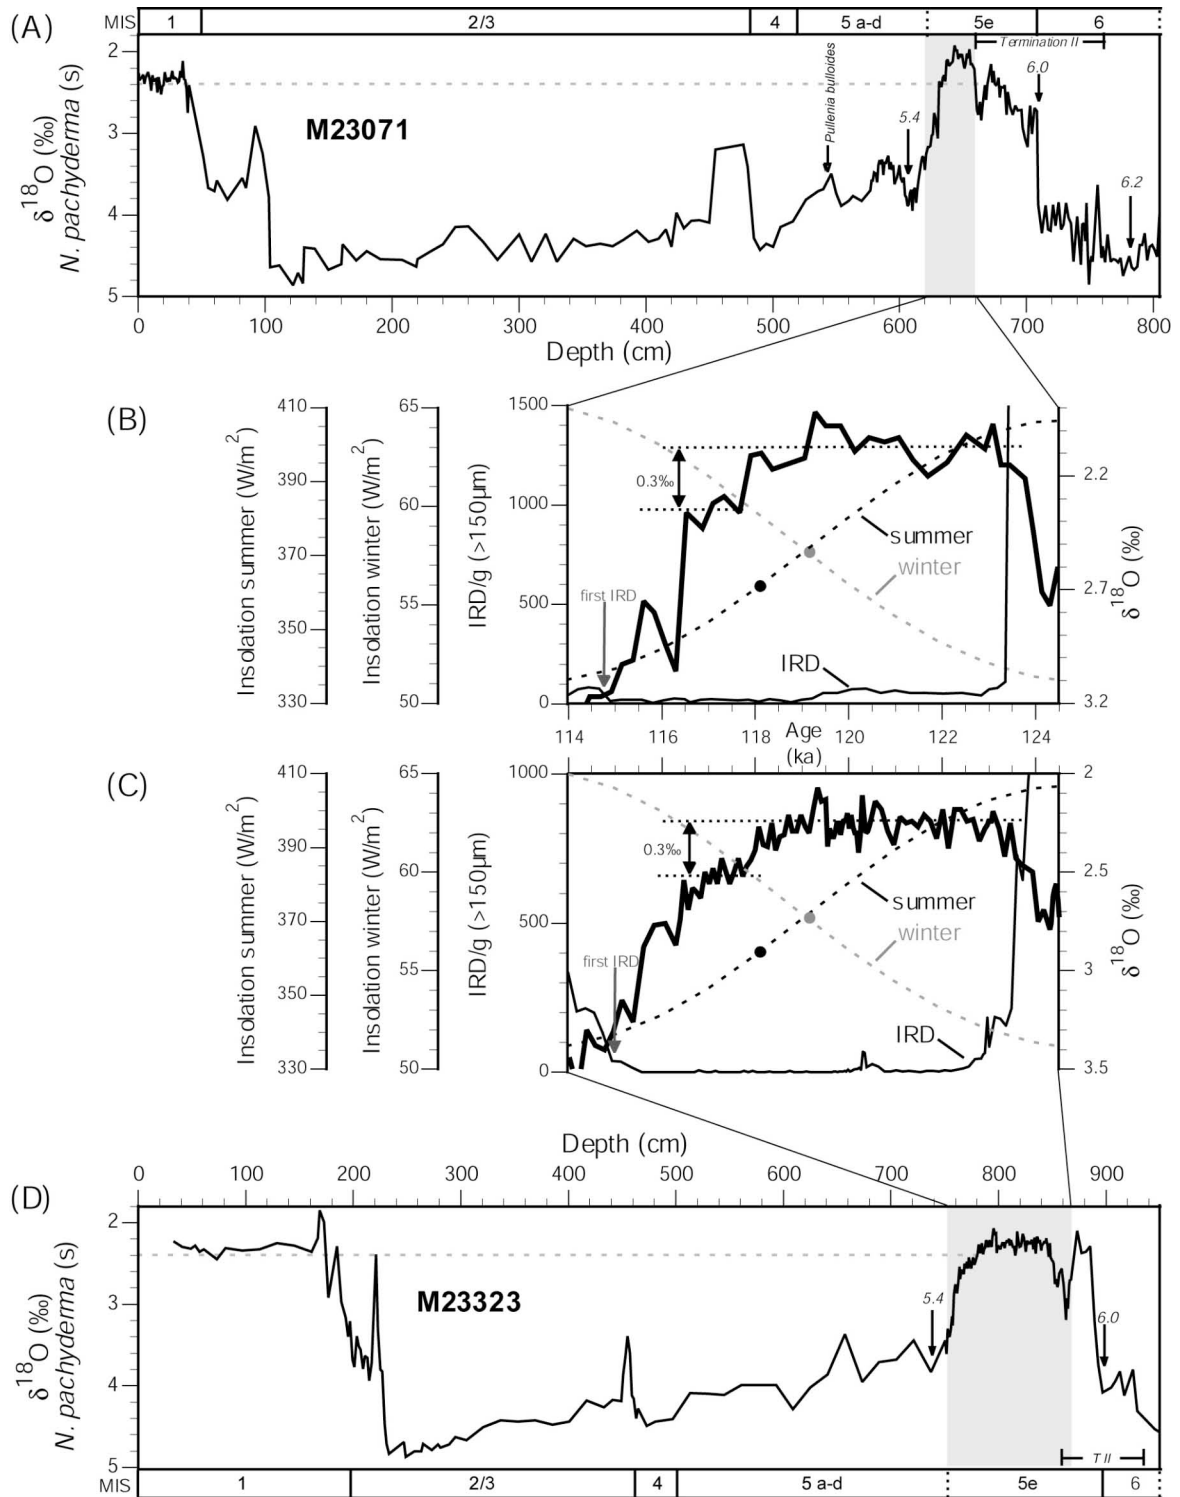 (A)
MIS 1 2/3 4 5 a-d 5e 6
δ18O (‰)
N. pachyderma (s)
2
3
4
5
M23071
Pullenia bulloides
5.4
Termination II
6.0
6.2
0 100 200 300 400 500 600 700 800
Depth (cm)
(B)
Insolation summer (W/m2)
410
390
370
350
330
Insolation winter (W/m2)
65
60
55
50
IRD/g (>150µm)
1500
1000
500
0
0.3‰
first IRD
summer
winter
IRD
2.2
2.7
3.2
δ18O (‰)
114 116 118 Age (ka) 120 122 124
(C)
Insolation summer (W/m2)
410
390
370
350
330
Insolation winter (W/m2)
65
60
55
50
IRD/g (>150µm)
1000
500
0
0.3‰
first IRD
summer
winter
IRD
2
2.5
3
3.5
δ18O (‰)
Depth (cm)
0 100 200 300 400 500 600 700 800 900
(D)
δ18O (‰)
N. pachyderma (s)
2
3
4
5
M23323
5.4
6.0
T II
MIS 1 2/3 4 5 a-d 5e 6